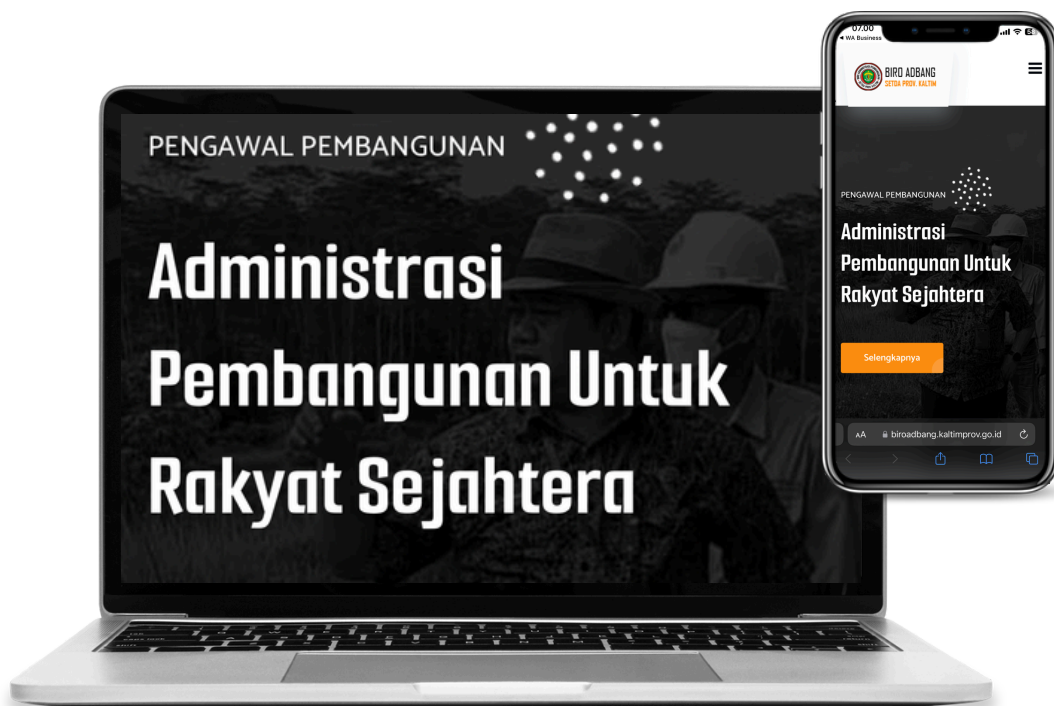 PENGAWAL PEMBANGUNAN
Administrasi
Pembangunan Untuk
Rakyat Sejahtera
07.00
◀ WA Business
BIRO ADBANG
SETDA PROV. KALTIM
PENGAWAL PEMBANGUNAN
Administrasi
Pembangunan Untuk
Rakyat Sejahtera
Selengkapnya
AA biroadbang.kaltimprov.go.id